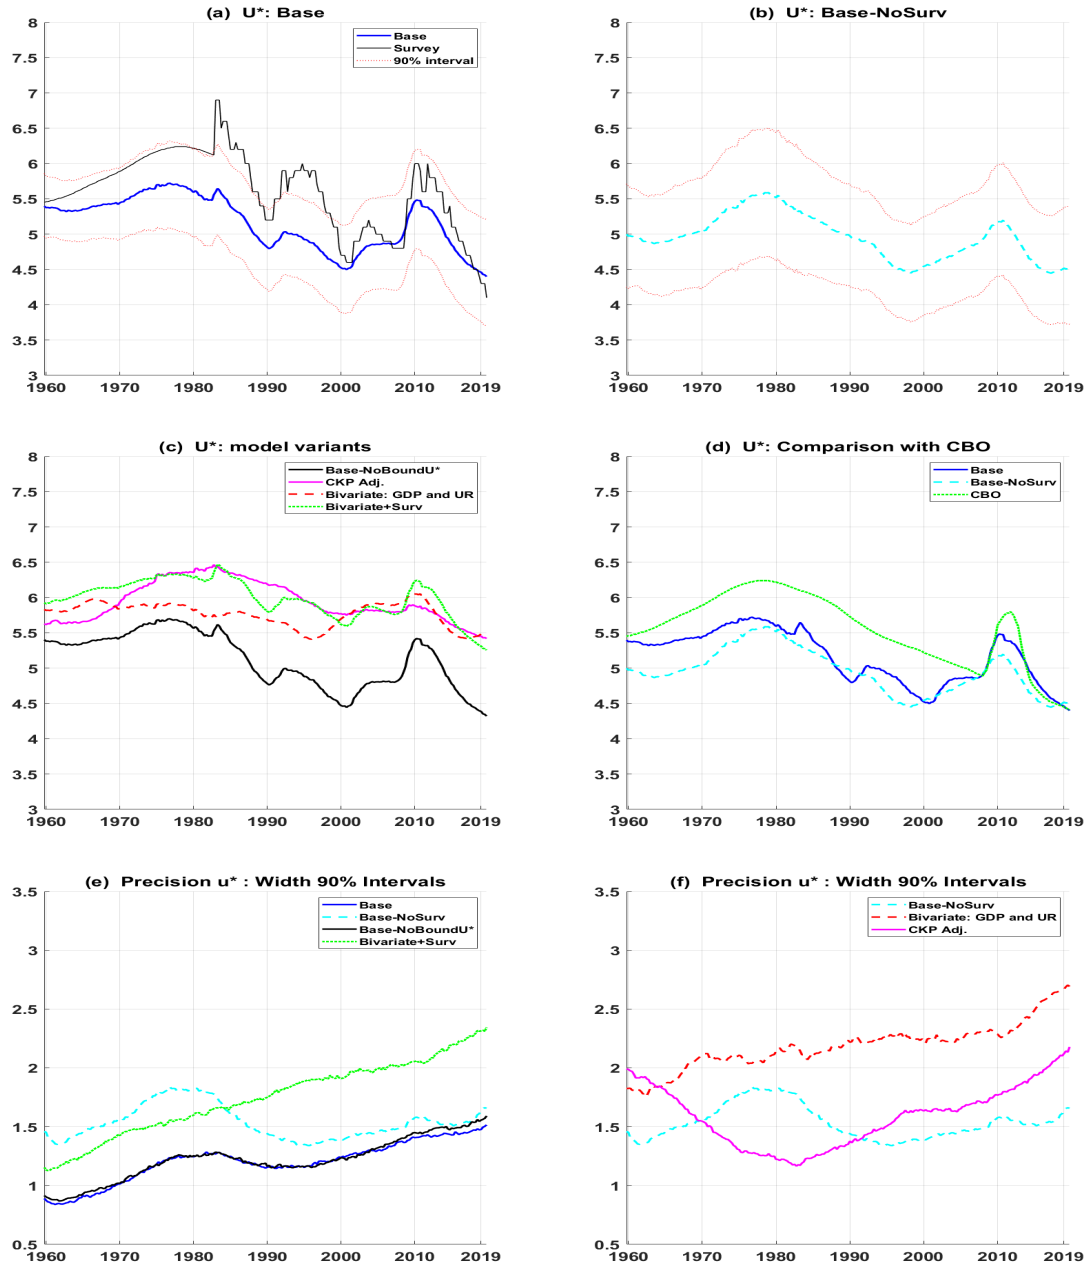 (a) U*: Base
8
7.5
7
6.5
6
5.5
5
4.5
4
3.5
3
1960 1970 1980 1990 2000 2010 2019
Base
Survey
90% interval
(b) U*: Base-NoSurv
8
7.5
7
6.5
6
5.5
5
4.5
4
3.5
3
1960 1970 1980 1990 2000 2010 2019
(c) U*: model variants
8
7.5
7
6.5
6
5.5
5
4.5
4
3.5
3
1960 1970 1980 1990 2000 2010 2019
Base-NoBoundU*
CKP Adj.
Bivariate: GDP and UR
Bivariate+Surv
(d) U*: Comparison with CBO
8
7.5
7
6.5
6
5.5
5
4.5
4
3.5
3
1960 1970 1980 1990 2000 2010 2019
Base
Base-NoSurv
CBO
(e) Precision u* : Width 90% Intervals
3.5
3
2.5
2
1.5
1
0.5
1960 1970 1980 1990 2000 2010 2019
Base
Base-NoSurv
Base-NoBoundU*
Bivariate+Surv
(f) Precision u* : Width 90% Intervals
3.5
3
2.5
2
1.5
1
0.5
1960 1970 1980 1990 2000 2010 2019
Base-NoSurv
Bivariate: GDP and UR
CKP Adj.